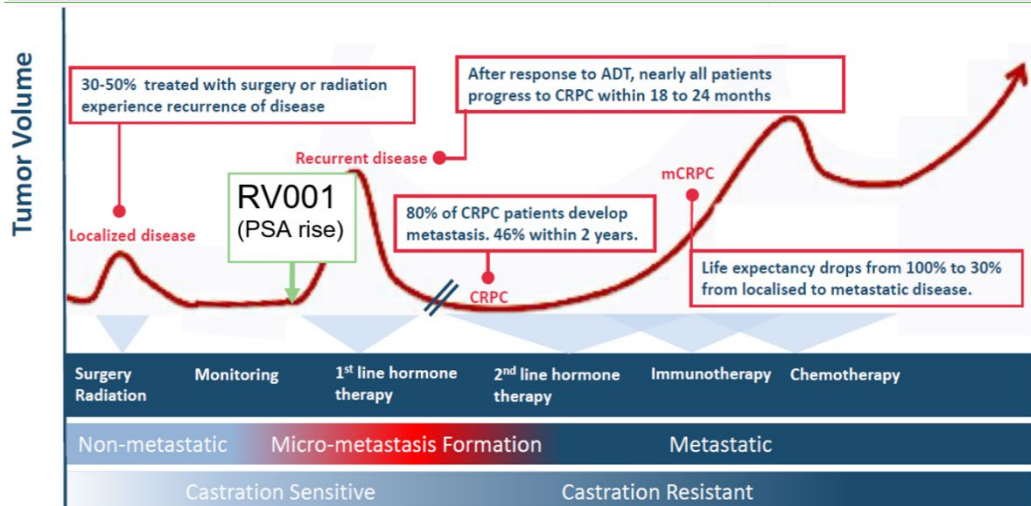 Tumor Volume
30-50% treated with surgery or radiation
experience recurrence of disease
After response to ADT, nearly all patients
progress to CRPC within 18 to 24 months
Localized disease
Recurrent disease
RV001
(PSA rise)
80% of CRPC patients develop
metastasis. 46% within 2 years.
CRPC
mCRPC
Life expectancy drops from 100% to 30%
from localised to metastatic disease.
Surgery
Radiation
Monitoring
1st line hormone
therapy
2nd line hormone
therapy
Immunotherapy
Chemotherapy
Non-metastatic
Micro-metastasis Formation
Metastatic
Castration Sensitive
Castration Resistant